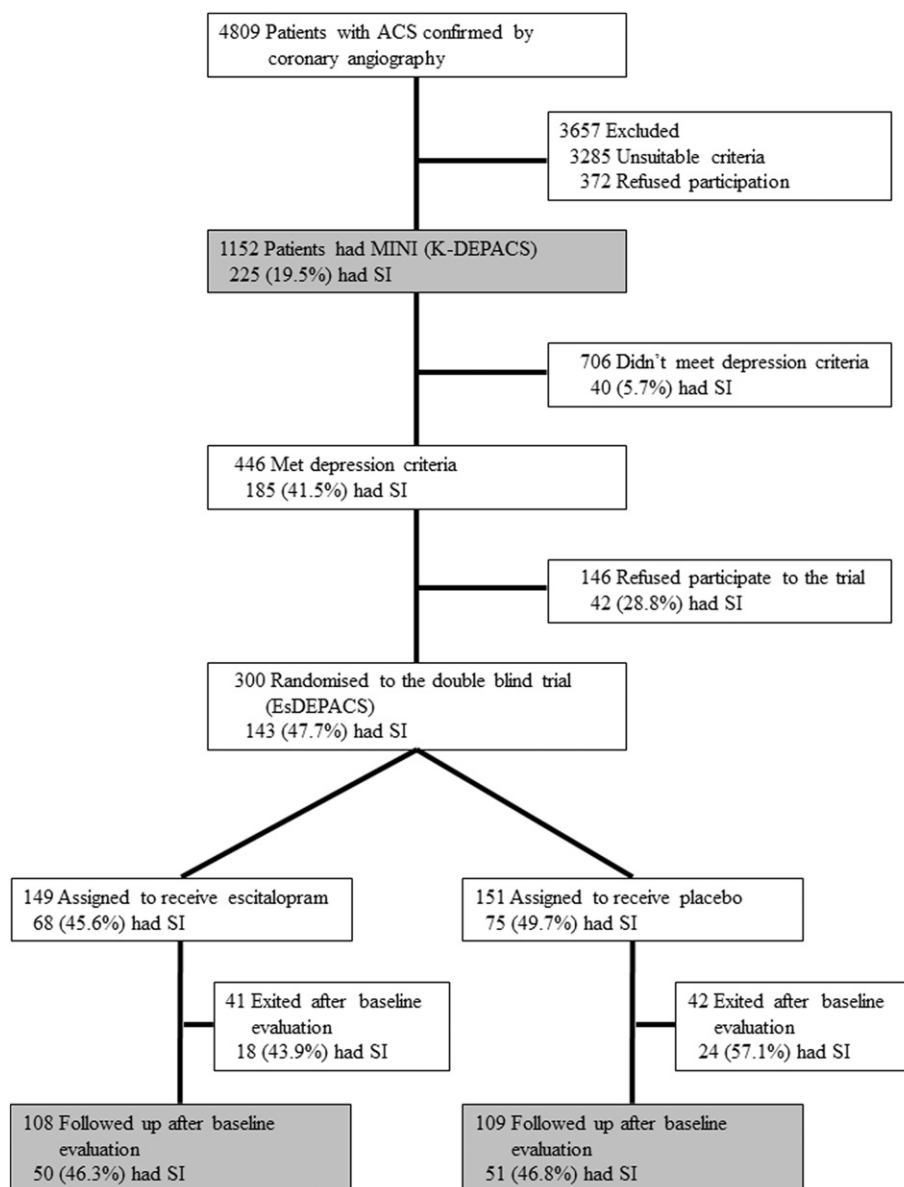 4809 Patients with ACS confirmed by
coronary angiography
3657 Excluded
3285 Unsuitable criteria
372 Refused participation
1152 Patients had MINI (K-DEPACS)
225 (19.5%) had SI
706 Didn't meet depression criteria
40 (5.7%) had SI
446 Met depression criteria
185 (41.5%) had SI
146 Refused participate to the trial
42 (28.8%) had SI
300 Randomised to the double blind trial
(EsDEPACS)
143 (47.7%) had SI
149 Assigned to receive escitalopram
68 (45.6%) had SI
151 Assigned to receive placebo
75 (49.7%) had SI
41 Exited after baseline
evaluation
18 (43.9%) had SI
42 Exited after baseline
evaluation
24 (57.1%) had SI
108 Followed up after baseline
evaluation
50 (46.3%) had SI
109 Followed up after baseline
evaluation
51 (46.8%) had SI